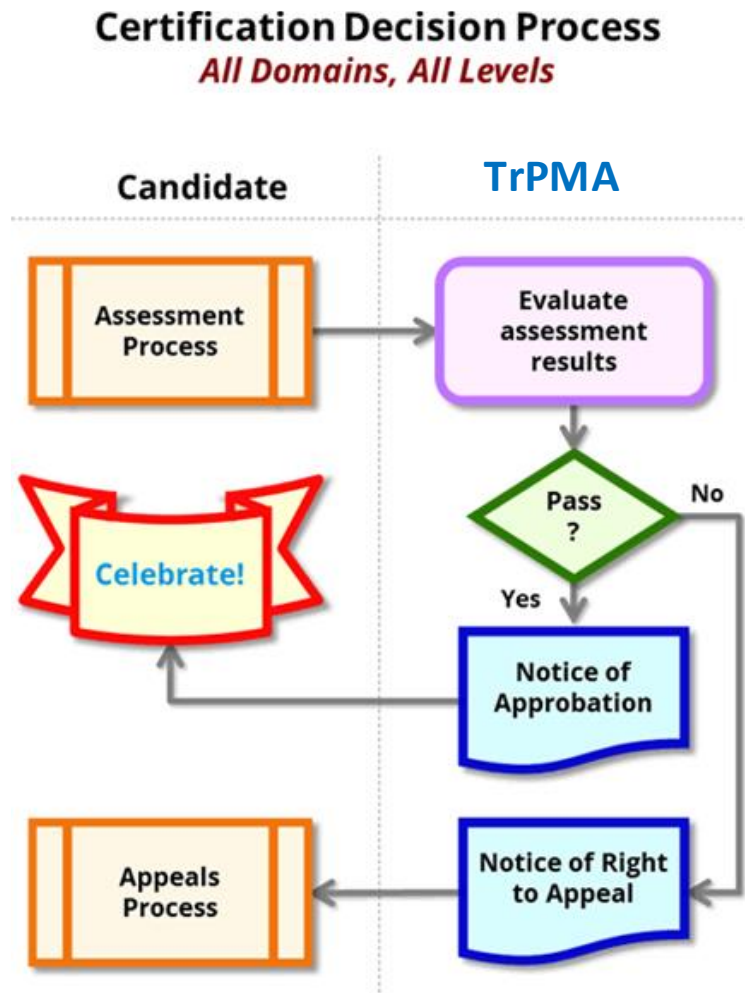 Certification Decision Process
All Domains, All Levels
Candidate
TrPMA
Assessment
Process
Evaluate
assessment
results
Pass
?
No
Yes
Celebrate!
Notice of
Approbation
Appeals
Process
Notice of Right
to Appeal